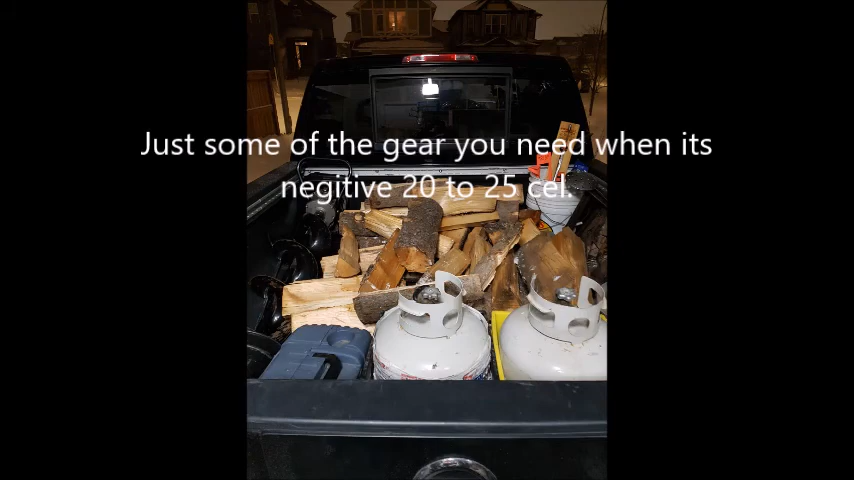 Just some of the gear you need when its
negitive 20 to 25 cel.